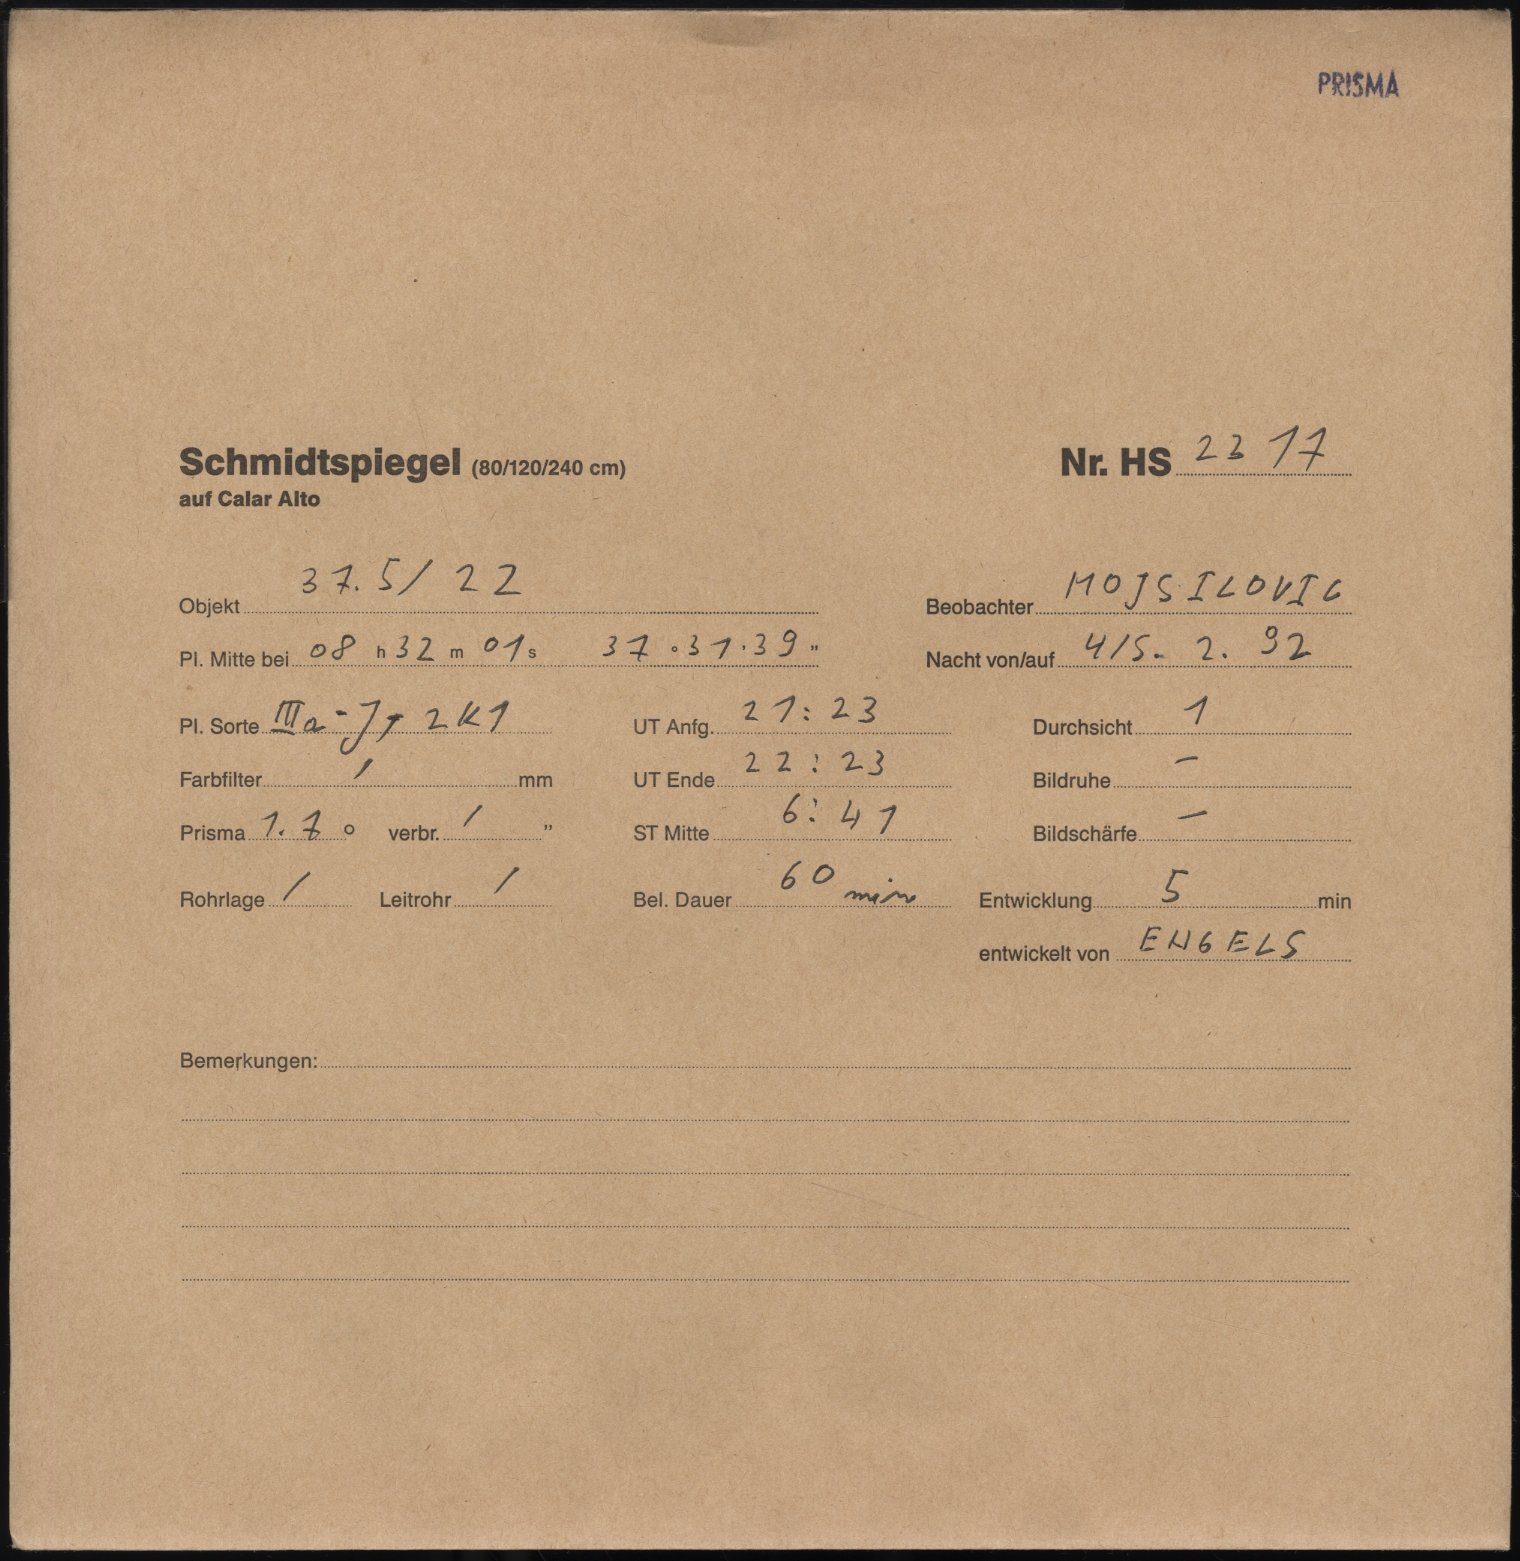 PRISMA
Schmidtspiegel (80/120/240 cm) Nr. HS 2317
auf Calar Alto
Objekt 37.5/22 Beobachter MOJSILOVIC
Pl. Mitte bei 08 h 32 m 01 s 37 ° 31 ' 39 " Nacht von/auf 4/5. 2. 92
Pl. Sorte IIIa-J, 2K1 UT Anfg. 21:23 Durchsicht 1
Farbfilter / mm UT Ende 22:23 Bildruhe –
Prisma 1.7 ° verbr. / " ST Mitte 6:41 Bildschärfe –
Rohrlage / Leitrohr / Bel. Dauer 60 min Entwicklung 5 min
entwickelt von ENGELS
Bemerkungen: